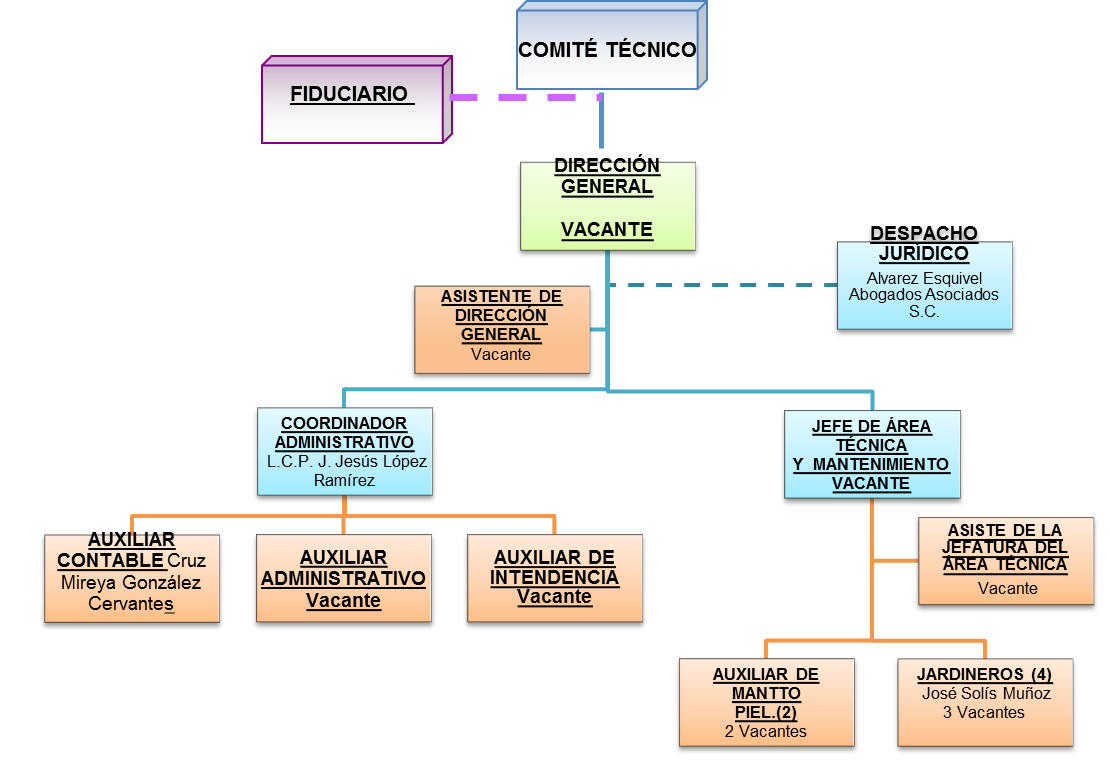 COMITÉ TÉCNICO
FIDUCIARIO
DIRECCIÓN
GENERAL
VACANTE
DESPACHO
JURÍDICO
Alvarez Esquivel
Abogados Asociados
S.C.
ASISTENTE DE
DIRECCIÓN
GENERAL
Vacante
COORDINADOR
ADMINISTRATIVO
L.C.P. J. Jesús López
Ramírez
JEFE DE ÁREA
TÉCNICA
Y MANTENIMIENTO
VACANTE
AUXILIAR
CONTABLE Cruz
Mireya González
Cervantes
AUXILIAR
ADMINISTRATIVO
Vacante
AUXILIAR DE
INTENDENCIA
Vacante
ASISTE DE LA
JEFATURA DEL
ÁREA TÉCNICA
Vacante
AUXILIAR DE
MANTTO
PIEL.(2)
2 Vacantes
JARDINEROS (4)
José Solís Muñoz
3 Vacantes